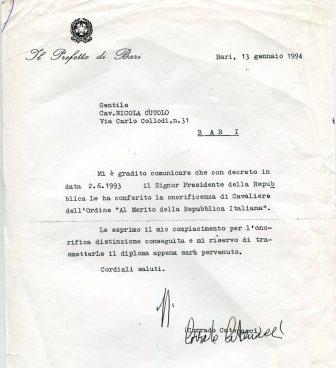 Il Prefetto di Bari
Bari, 13 gennaio 1994
Gentile
Cav.NICOLA CUTOLO
Via Carlo Collodi,n.31
B A R I
Mi è gradito comunicare che con decreto in
data 2.6.1993 il Signor Presidente della Repub
blica Le ha conferito la onorificenza di Cavaliere
dell'Ordine "Al Merito della Repubblica Italiana".
Le esprimo il mio compiacimento per l'ono-
rifica distinzione conseguita e mi riservo di tra-
smetterLe il diploma appena sarà pervenuto.
Cordiali saluti.
(Corrado Catenacci)
Corrado Catenacci